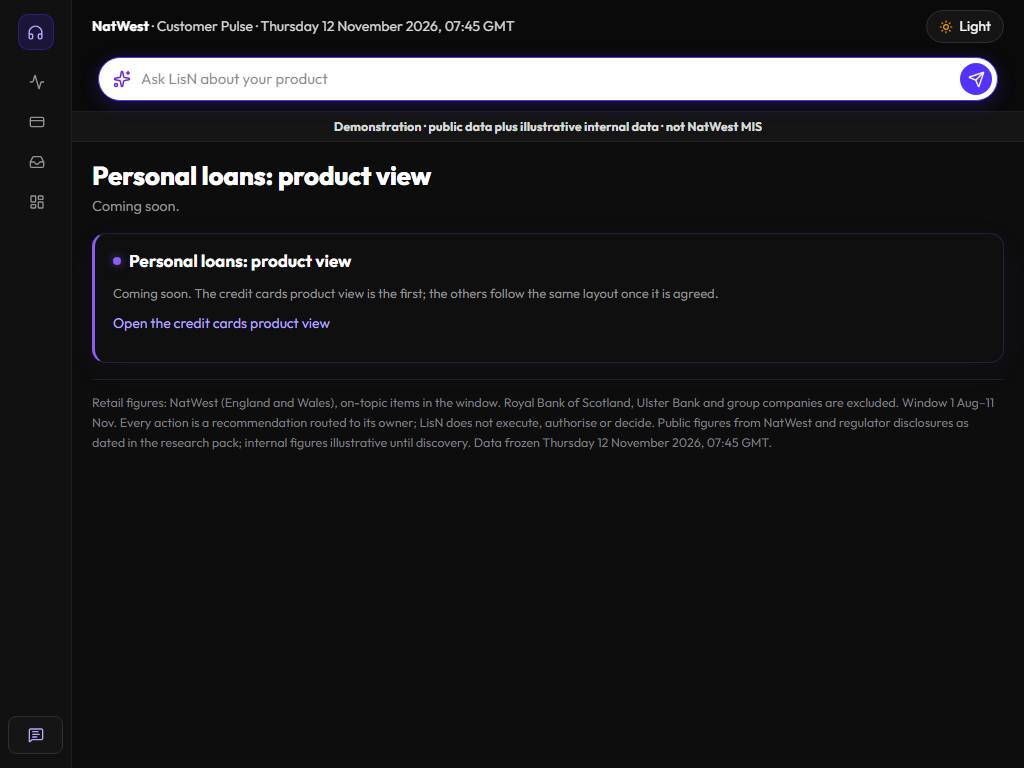 NatWest · Customer Pulse · Thursday 12 November 2026, 07:45 GMT
Light
Ask LisN about your product
Demonstration · public data plus illustrative internal data · not NatWest MIS
Personal loans: product view
Coming soon.
Personal loans: product view
Coming soon. The credit cards product view is the first; the others follow the same layout once it is agreed.
Open the credit cards product view
Retail figures: NatWest (England and Wales), on-topic items in the window. Royal Bank of Scotland, Ulster Bank and group companies are excluded. Window 1 Aug–11
Nov. Every action is a recommendation routed to its owner; LisN does not execute, authorise or decide. Public figures from NatWest and regulator disclosures as
dated in the research pack; internal figures illustrative until discovery. Data frozen Thursday 12 November 2026, 07:45 GMT.